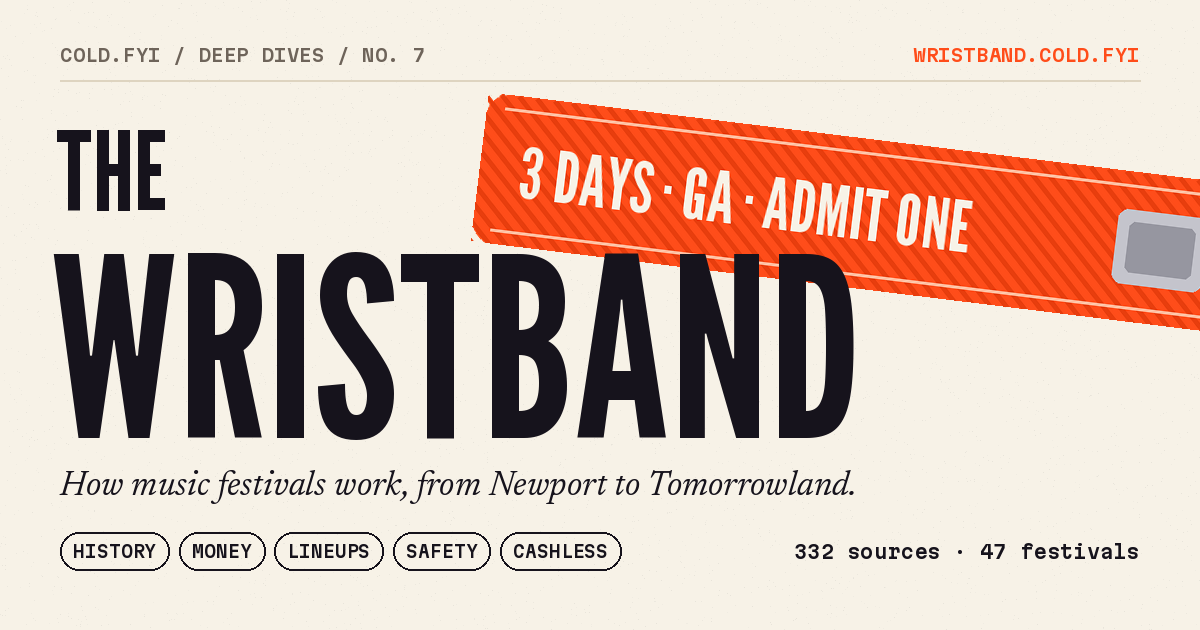 COLD.FYI / DEEP DIVES / NO. 7
WRISTBAND.COLD.FYI
THE
3 DAYS · GA · ADMIT ONE
WRISTBAND
How music festivals work, from Newport to Tomorrowland.
HISTORY MONEY LINEUPS SAFETY CASHLESS
332 sources · 47 festivals